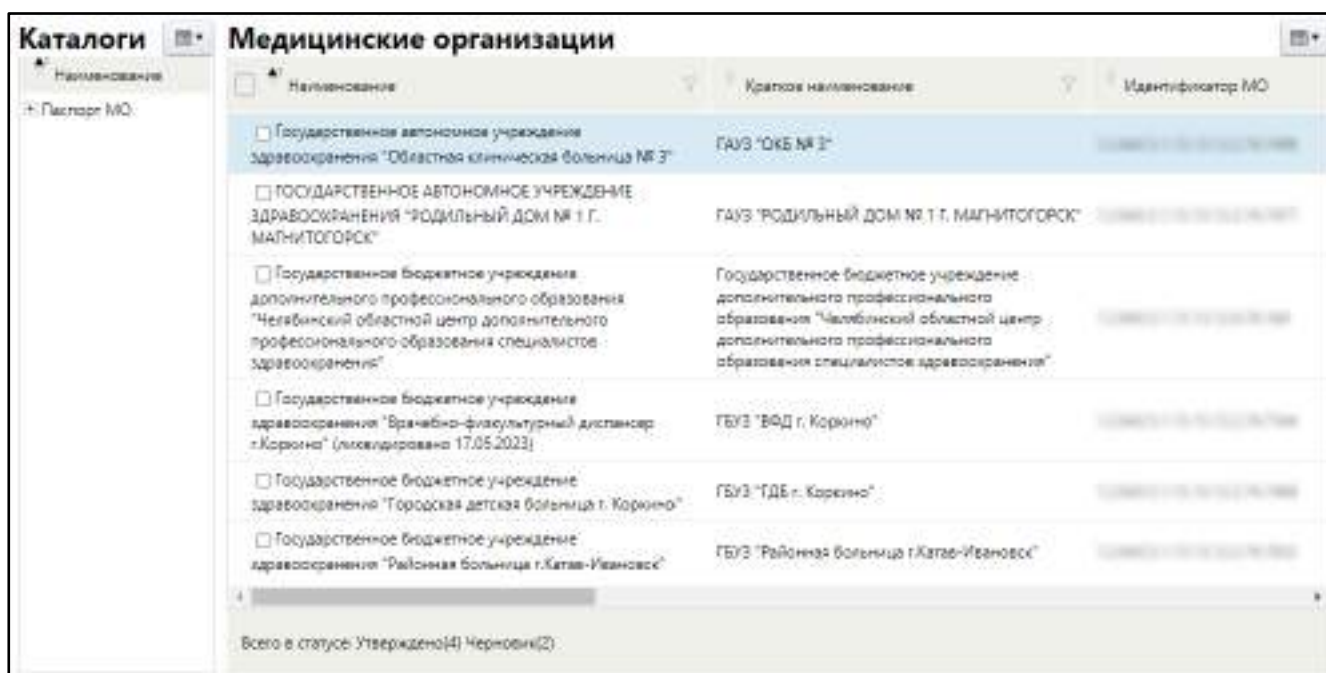 Каталоги
Медицинские организации
Наименование
Наименование
Краткое наименование
Идентификатор МО
+ Паспорт МО
Государственное автономное учреждение
здравоохранения "Областная клиническая больница № 3"
ГАУЗ "ОКБ № 3"
ГОСУДАРСТВЕННОЕ АВТОНОМНОЕ УЧРЕЖДЕНИЕ
ЗДРАВООХРАНЕНИЯ "РОДИЛЬНЫЙ ДОМ № 1 Г.
МАГНИТОГОРСК"
ГАУЗ "РОДИЛЬНЫЙ ДОМ № 1 Г. МАГНИТОГОРСК"
Государственное бюджетное учреждение
дополнительного профессионального образования
"Челябинский областной центр дополнительного
профессионального образования специалистов
здравоохранения"
Государственное бюджетное учреждение
дополнительного профессионального
образования "Челябинский областной центр
дополнительного профессионального
образования специалистов здравоохранения"
Государственное бюджетное учреждение
здравоохранения "Врачебно-физкультурный диспансер
г.Коркино" (ликвидировано 17.05.2023)
ГБУЗ "ВФД г. Коркино"
Государственное бюджетное учреждение
здравоохранения "Городская детская больница г. Коркино"
ГБУЗ "ГДБ г. Коркино"
Государственное бюджетное учреждение
здравоохранения "Районная больница г.Катав-Ивановск"
ГБУЗ "Районная больница г.Катав-Ивановск"
Всего в статусе: Утверждено(4) Черновик(2)